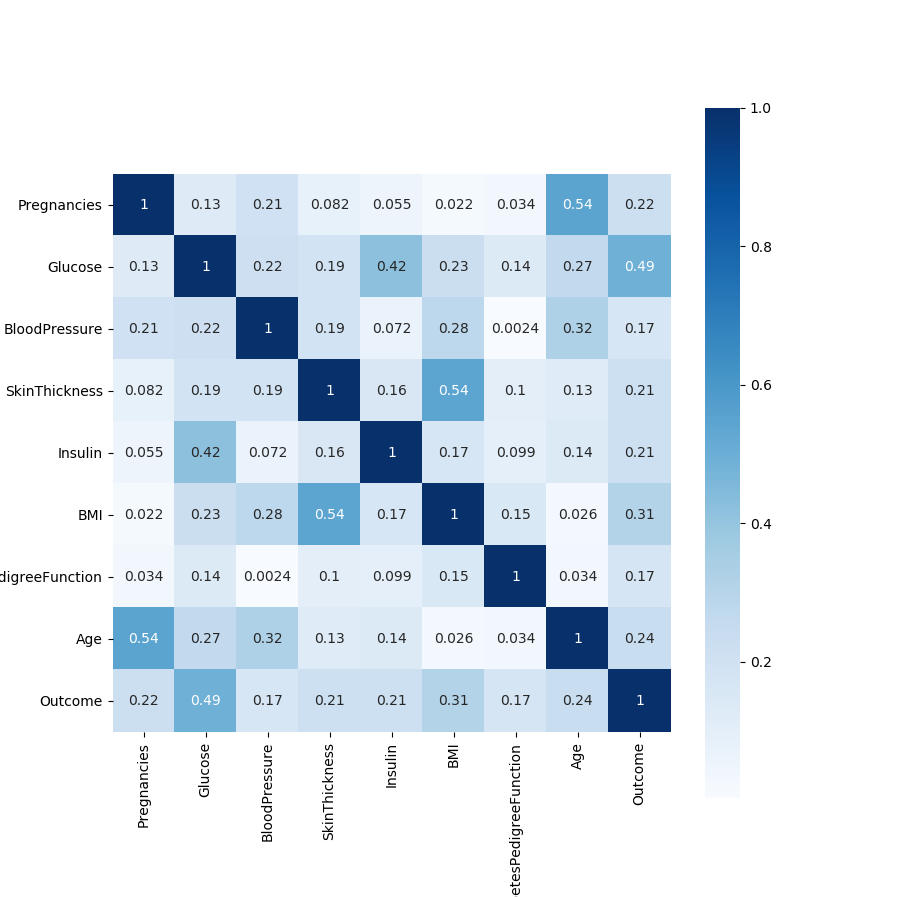 1.0
Pregnancies 1 0.13 0.21 0.082 0.055 0.022 0.034 0.54 0.22
0.8
Glucose 0.13 1 0.22 0.19 0.42 0.23 0.14 0.27 0.49
BloodPressure 0.21 0.22 1 0.19 0.072 0.28 0.0024 0.32 0.17
0.6
SkinThickness 0.082 0.19 0.19 1 0.16 0.54 0.1 0.13 0.21
Insulin 0.055 0.42 0.072 0.16 1 0.17 0.099 0.14 0.21
0.4
BMI 0.022 0.23 0.28 0.54 0.17 1 0.15 0.026 0.31
digreeFunction 0.034 0.14 0.0024 0.1 0.099 0.15 1 0.034 0.17
Age 0.54 0.27 0.32 0.13 0.14 0.026 0.034 1 0.24
0.2
Outcome 0.22 0.49 0.17 0.21 0.21 0.31 0.17 0.24 1
Pregnancies
Glucose
BloodPressure
SkinThickness
Insulin
BMI
etesPedigreeFunction
Age
Outcome